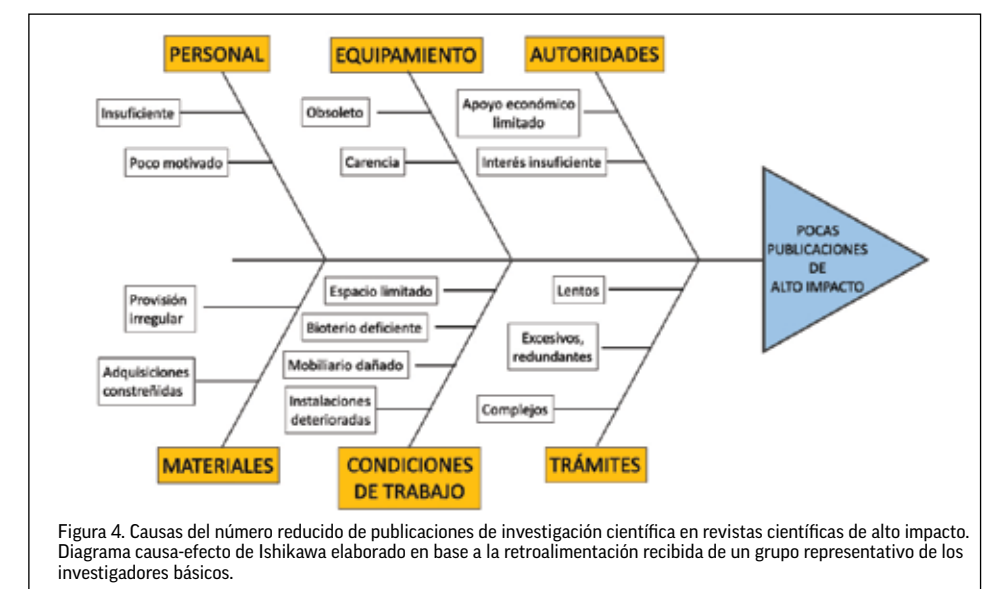 PERSONAL
EQUIPAMIENTO
AUTORIDADES
Insuficiente
Poco motivado
Obsoleto
Carencia
Apoyo económico
limitado
Interés insuficiente
POCAS
PUBLICACIONES
DE
ALTO IMPACTO
Provisión
irregular
Adquisiciones
constreñidas
Espacio limitado
Bioterio deficiente
Mobiliario dañado
Instalaciones
deterioradas
Lentos
Excesivos,
redundantes
Complejos
MATERIALES
CONDICIONES
DE TRABAJO
TRÁMITES
Figura 4. Causas del número reducido de publicaciones de investigación científica en revistas científicas de alto impacto.
Diagrama causa-efecto de Ishikawa elaborado en base a la retroalimentación recibida de un grupo representativo de los
investigadores básicos.